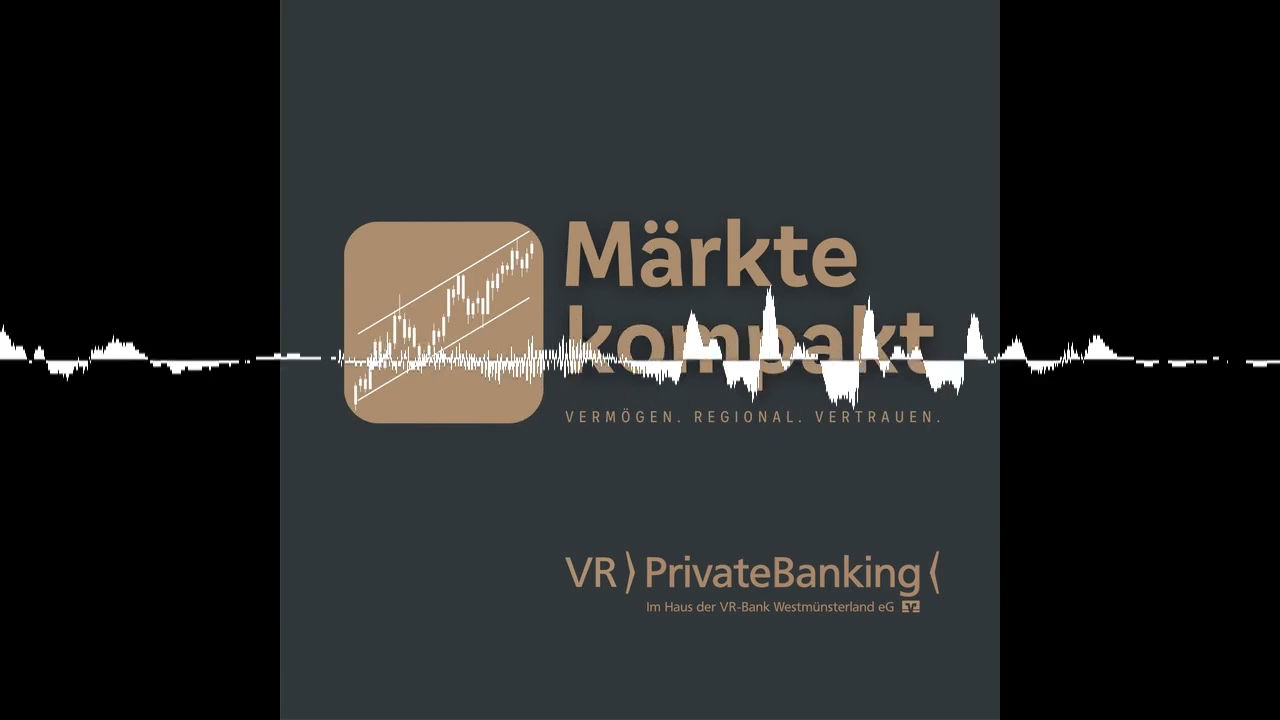 Märkte
kompakt
VERMÖGEN. REGIONAL. VERTRAUEN.
VR⟩PrivateBanking⟨
Im Haus der VR-Bank Westmünsterland eG